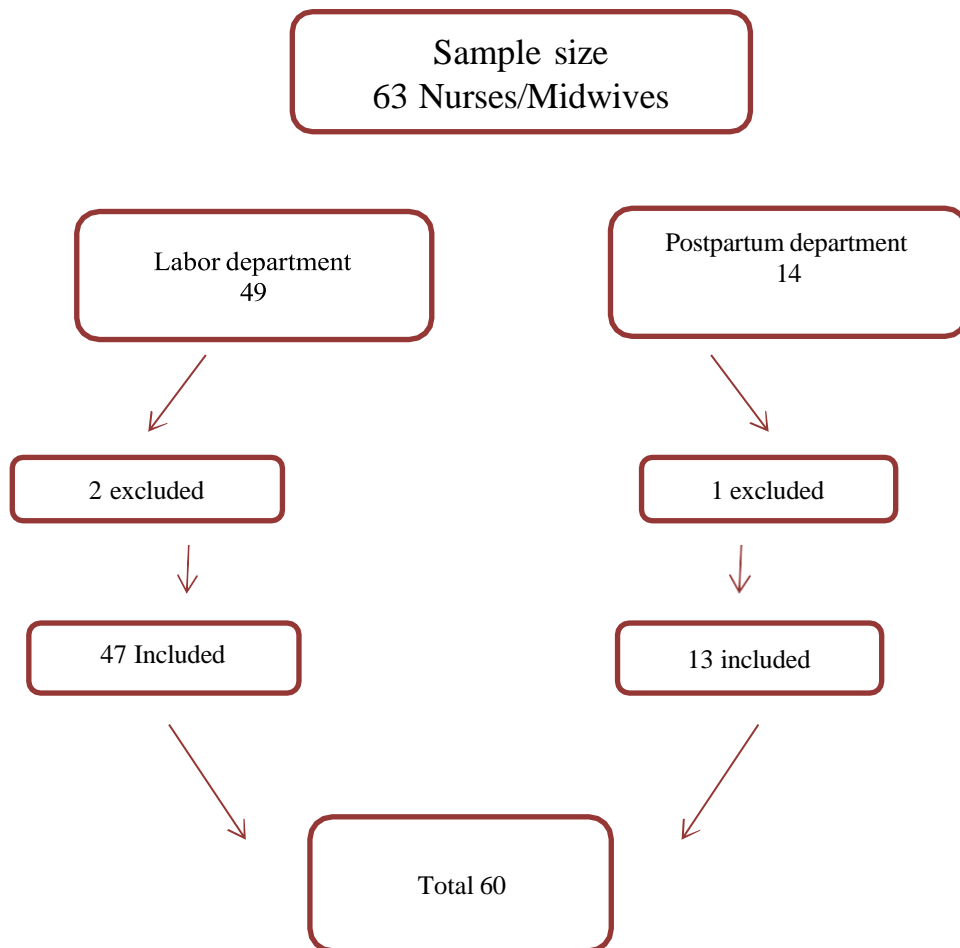 Sample size
63 Nurses/Midwives
Labor department
49
Postpartum department
14
2 excluded
1 excluded
47 Included
13 included
Total 60